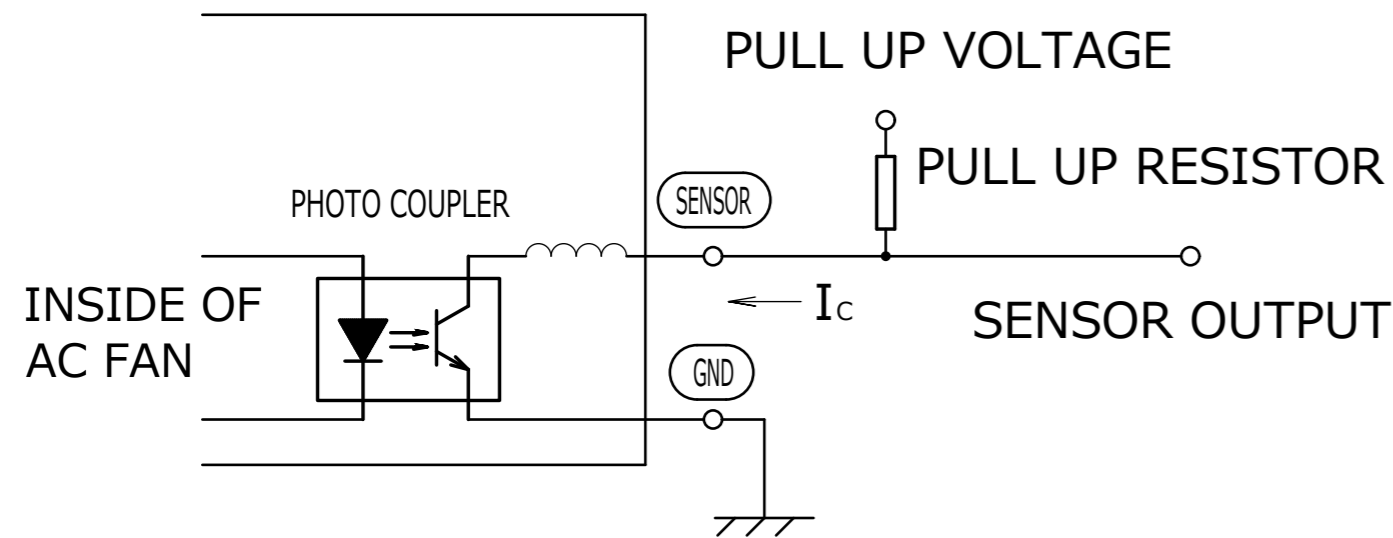 PULL UP VOLTAGE
PULL UP RESISTOR
PHOTO COUPLER
SENSOR
INSIDE OF
AC FAN
Ic
SENSOR OUTPUT
GND